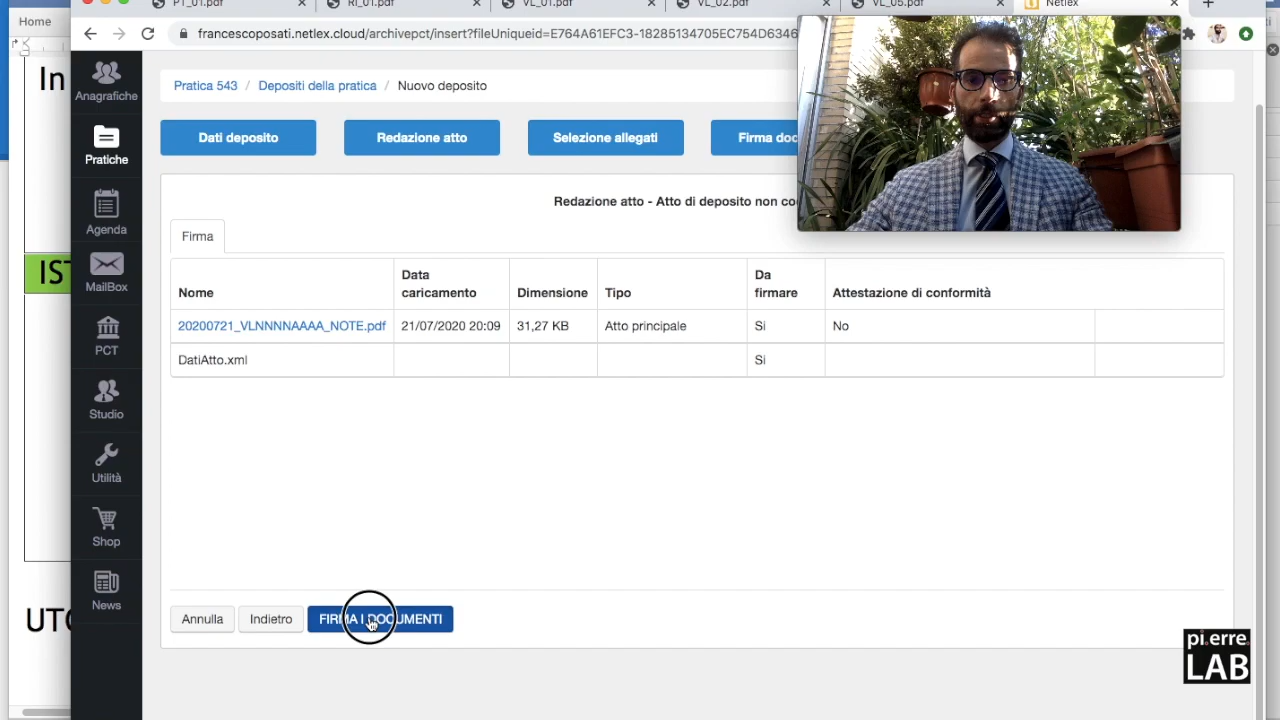 Home
PT_01.pdf
RI_01.pdf
VL_01.pdf
VL_02.pdf
VL_05.pdf
Netlex
francescoposati.netlex.cloud/archivepct/insert?fileUniqueid=E764A61EFC3-18285134705EC754D6346
In
IST
UTO
Anagrafiche
Pratiche
Agenda
MailBox
PCT
Studio
Utilità
Shop
News
Pratica 543 / Depositi della pratica / Nuovo deposito
Dati deposito
Redazione atto
Selezione allegati
Firma doc
Redazione atto - Atto di deposito non co
Firma
Nome Data caricamento Dimensione Tipo Da firmare Attestazione di conformità
20200721_VLNNNNAAAA_NOTE.pdf 21/07/2020 20:09 31,27 KB Atto principale Si No
DatiAtto.xml Si
Annulla Indietro FIRMA I DOCUMENTI
pi.erre.
LAB